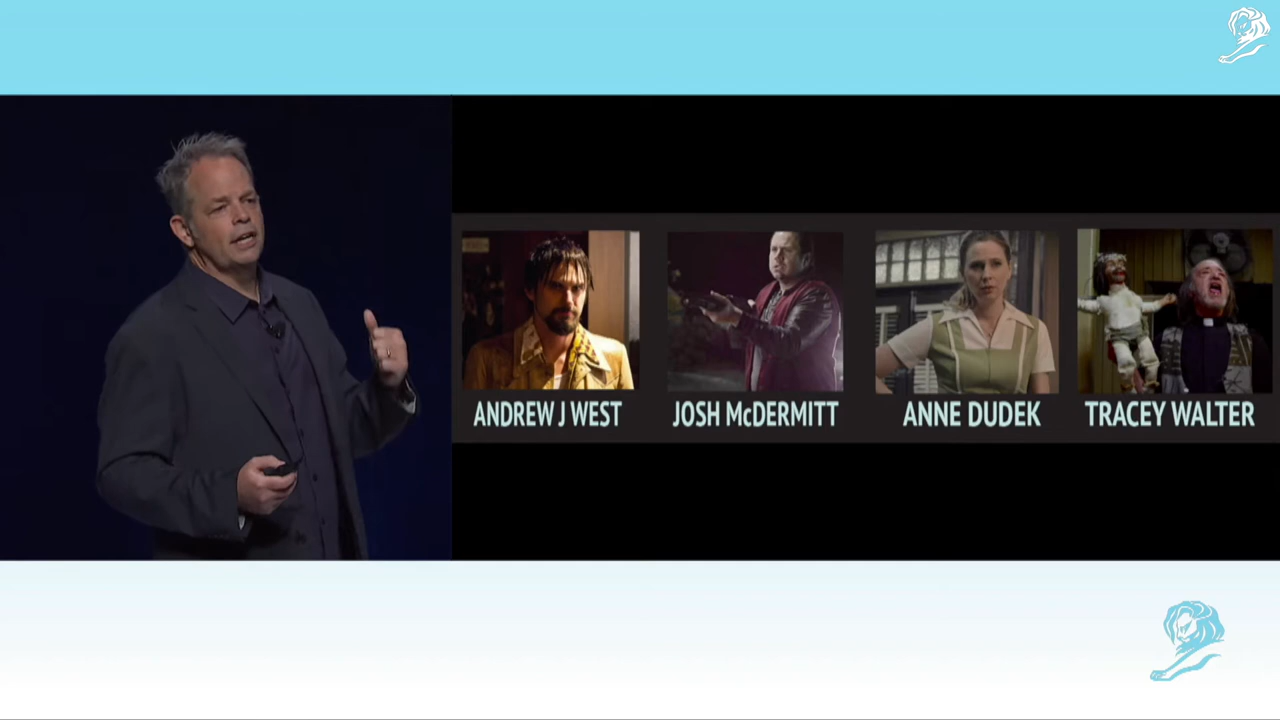 ANDREW J WEST
JOSH McDERMITT
ANNE DUDEK
TRACEY WALTER